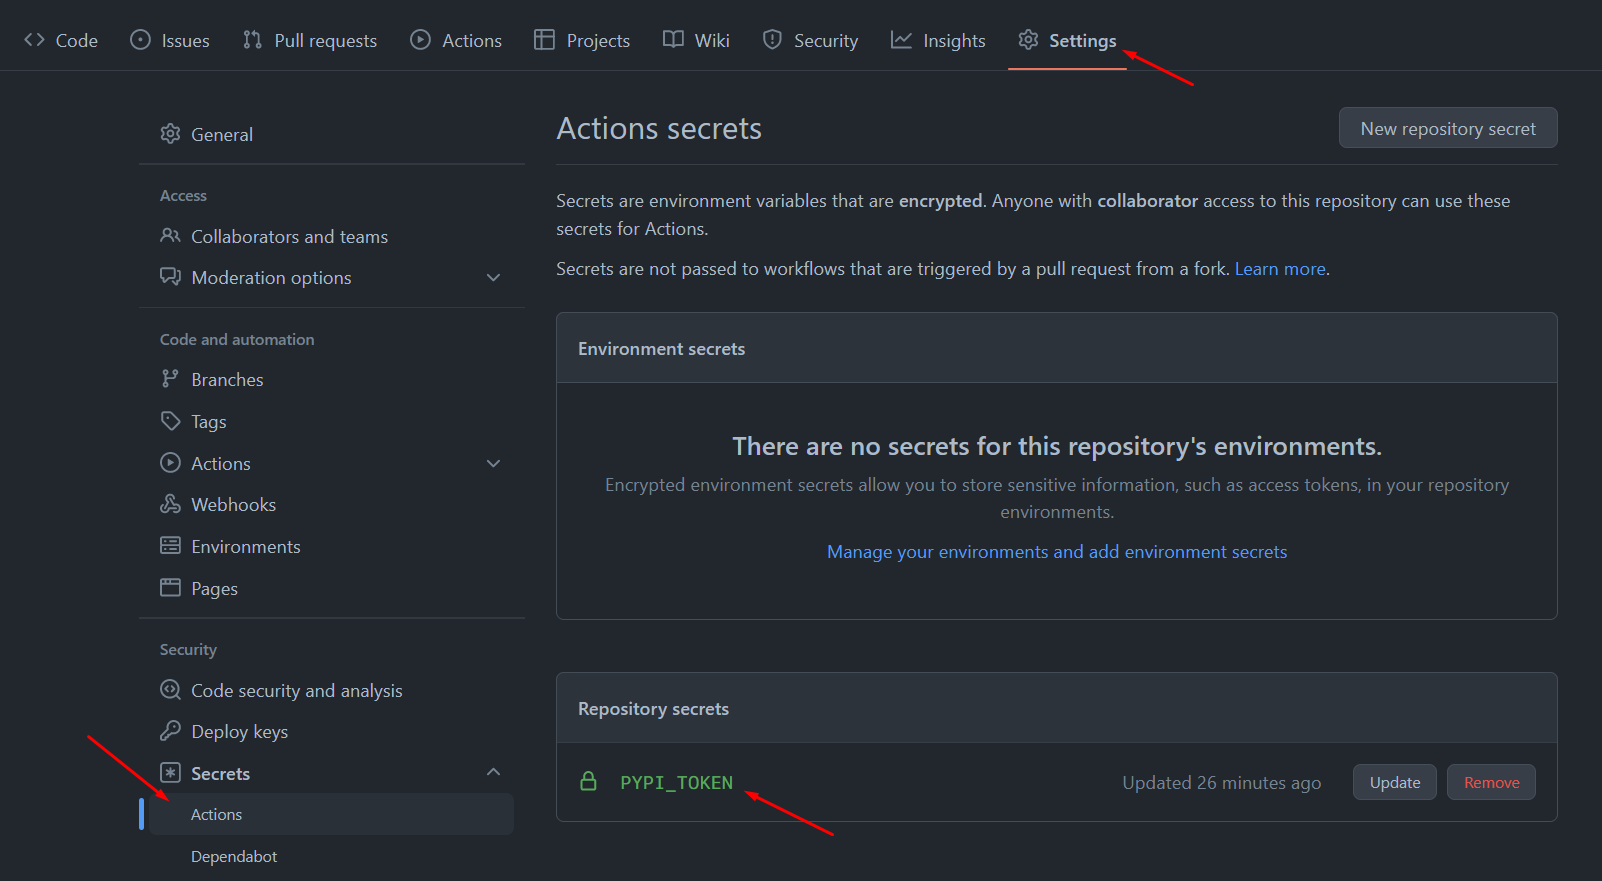 Code Issues Pull requests Actions Projects Wiki Security Insights Settings
General
Access
Collaborators and teams
Moderation options
Code and automation
Branches
Tags
Actions
Webhooks
Environments
Pages
Security
Code security and analysis
Deploy keys
Secrets
Actions
Dependabot
Actions secrets
New repository secret
Secrets are environment variables that are encrypted. Anyone with collaborator access to this repository can use these
secrets for Actions.
Secrets are not passed to workflows that are triggered by a pull request from a fork. Learn more.
Environment secrets
There are no secrets for this repository's environments.
Encrypted environment secrets allow you to store sensitive information, such as access tokens, in your repository
environments.
Manage your environments and add environment secrets
Repository secrets
PYPI_TOKEN Updated 26 minutes ago Update Remove